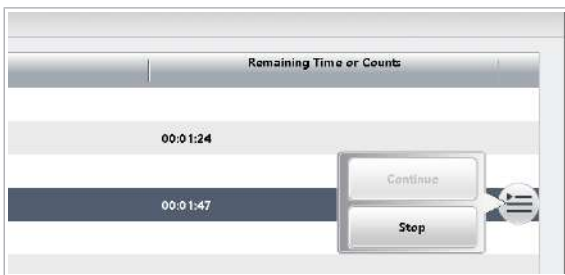 Remaining Time or Counts
00:01:24
Continue
00:01:47
Stop